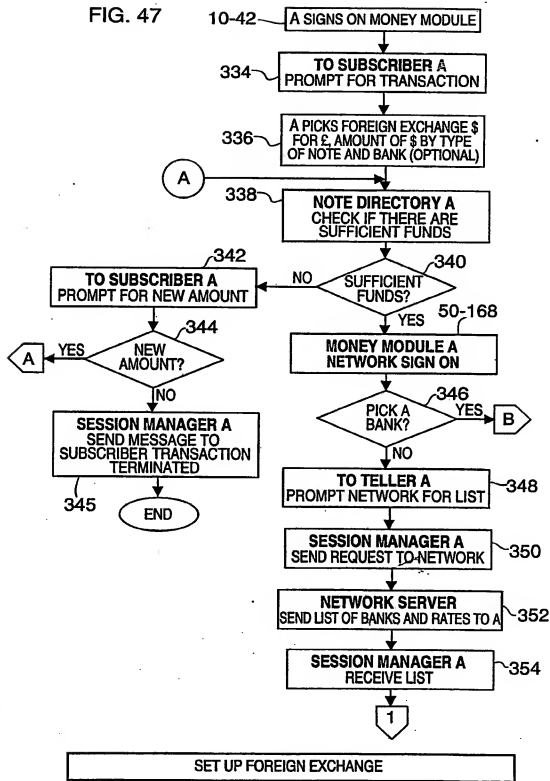 FIG. 47
10-42
A SIGNS ON MONEY MODULE
334
TO SUBSCRIBER A
PROMPT FOR TRANSACTION
336
A PICKS FOREIGN EXCHANGE $
FOR £, AMOUNT OF $ BY TYPE
OF NOTE AND BANK (OPTIONAL)
A
338
NOTE DIRECTORY A
CHECK IF THERE ARE
SUFFICIENT FUNDS
340
SUFFICIENT
FUNDS?
NO
YES
342
TO SUBSCRIBER A
PROMPT FOR NEW AMOUNT
344
NEW
AMOUNT?
YES
A
NO
345
SESSION MANAGER A
SEND MESSAGE TO
SUBSCRIBER TRANSACTION
TERMINATED
END
50-168
MONEY MODULE A
NETWORK SIGN ON
346
PICK A
BANK?
YES
B
NO
TO TELLER A
PROMPT NETWORK FOR LIST
348
SESSION MANAGER A
SEND REQUEST TO NETWORK
350
NETWORK SERVER
SEND LIST OF BANKS AND RATES TO A
352
SESSION MANAGER A
RECEIVE LIST
354
1
SET UP FOREIGN EXCHANGE